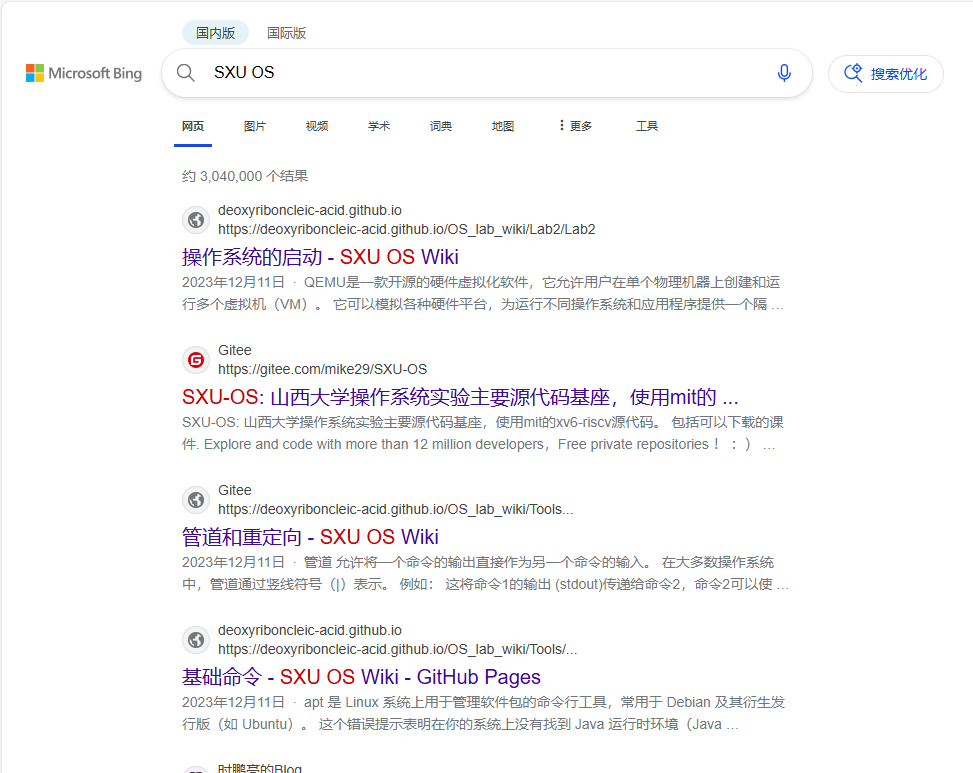 国内版 国际版
Microsoft Bing
SXU OS
搜索优化
网页 图片 视频 学术 词典 地图 更多 工具
约 3,040,000 个结果
deoxyriboncleic-acid.github.io
https://deoxyriboncleic-acid.github.io/OS_lab_wiki/Lab2/Lab2
操作系统的启动 - SXU OS Wiki
2023年12月11日 · QEMU是一款开源的硬件虚拟化软件，它允许用户在单个物理机器上创建和运
行多个虚拟机（VM）。 它可以模拟各种硬件平台，为运行不同操作系统和应用程序提供一个隔 ...
Gitee
https://gitee.com/mike29/SXU-OS
SXU-OS: 山西大学操作系统实验主要源代码基座，使用mit的 ...
SXU-OS: 山西大学操作系统实验主要源代码基座，使用mit的xv6-riscv源代码。 包括可以下载的课
件. Explore and code with more than 12 million developers，Free private repositories ！ ：） ...
Gitee
https://deoxyriboncleic-acid.github.io/OS_lab_wiki/Tools...
管道和重定向 - SXU OS Wiki
2023年12月11日 · 管道 允许将一个命令的输出直接作为另一个命令的输入。 在大多数操作系统
中，管道通过竖线符号（|）表示。 例如： 这将命令1的输出 (stdout)传递给命令2，命令2可以使 ...
deoxyriboncleic-acid.github.io
https://deoxyriboncleic-acid.github.io/OS_lab_wiki/Tools/...
基础命令 - SXU OS Wiki - GitHub Pages
2023年12月11日 · apt 是 Linux 系统上用于管理软件包的命令行工具，常用于 Debian 及其衍生发
行版（如 Ubuntu）。 这个错误提示表明在你的系统上没有找到 Java 运行时环境（Java ...
时鹏亮的Blog